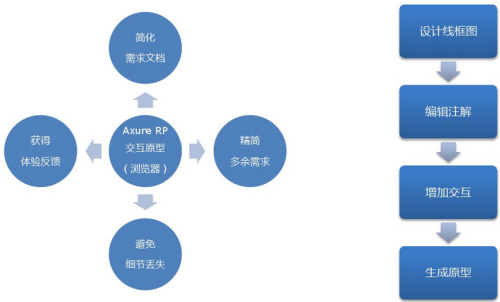 简化
需求文档
获得
体验反馈
Axure RP
交互原型
（浏览器）
精简
多余需求
避免
细节丢失
设计线框图
编辑注解
增加交互
生成原型